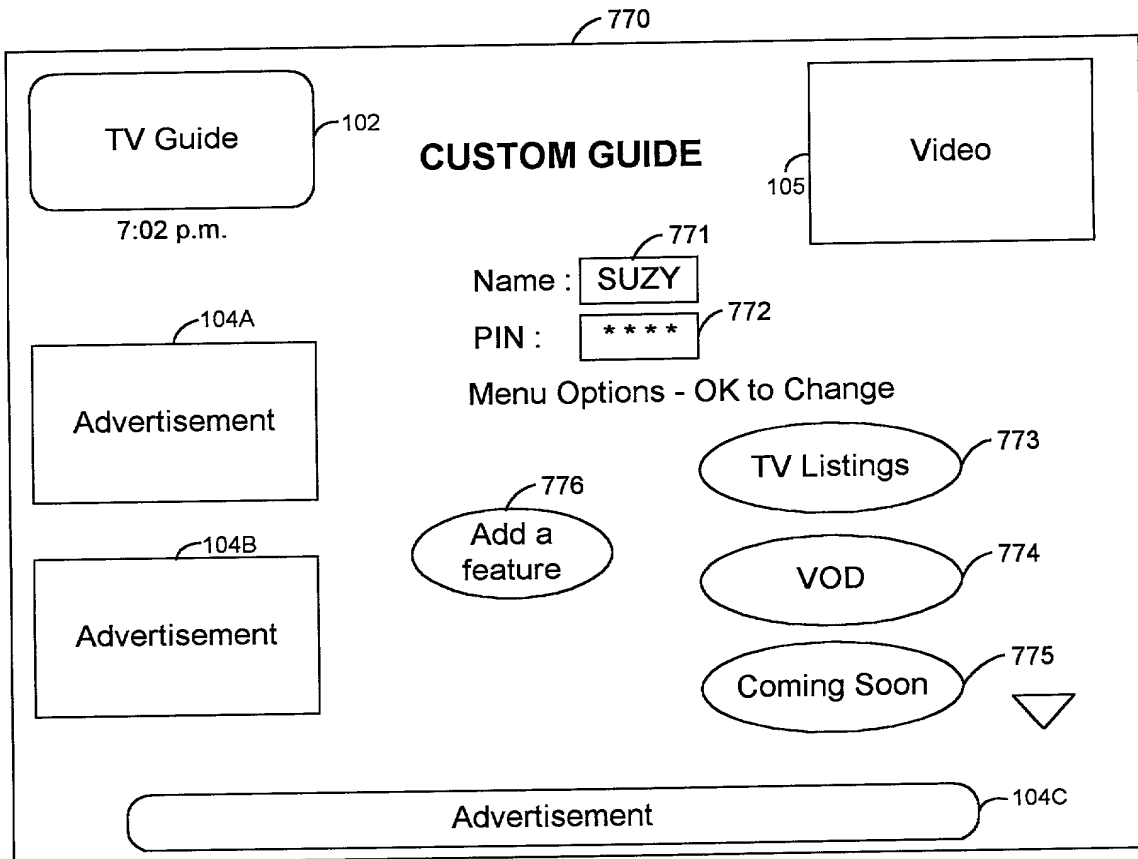 770
TV Guide
102
CUSTOM GUIDE
Video
105
7:02 p.m.
771
Name : SUZY
PIN : * * * *
772
Menu Options - OK to Change
104A
Advertisement
TV Listings
773
776
Add a
feature
104B
Advertisement
VOD
774
Coming Soon
775
Advertisement
104C